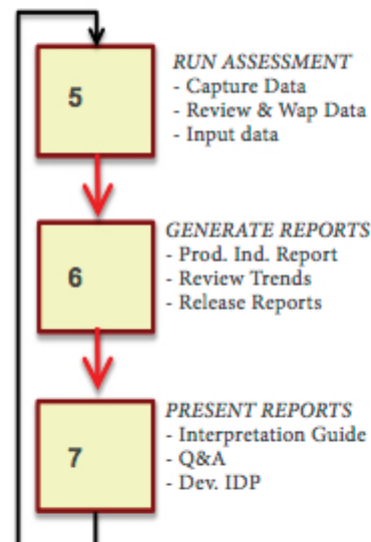 5
RUN ASSESSMENT
- Capture Data
- Review & Wap Data
- Input data
6
GENERATE REPORTS
- Prod. Ind. Report
- Review Trends
- Release Reports
7
PRESENT REPORTS
- Interpretation Guide
- Q&A
- Dev. IDP